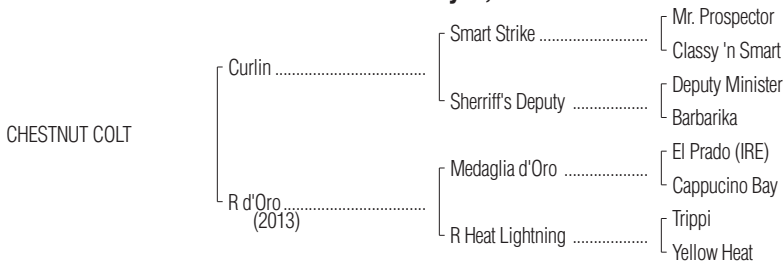 Mr. Prospector
Smart Strike ........................
Classy 'n Smart
Curlin ..................................
Deputy Minister
Sherriff's Deputy .................
Barbarika
CHESTNUT COLT
El Prado (IRE)
Medaglia d'Oro ...................
Cappucino Bay
R d'Oro ................................
(2013)
Trippi
R Heat Lightning .................
Yellow Heat